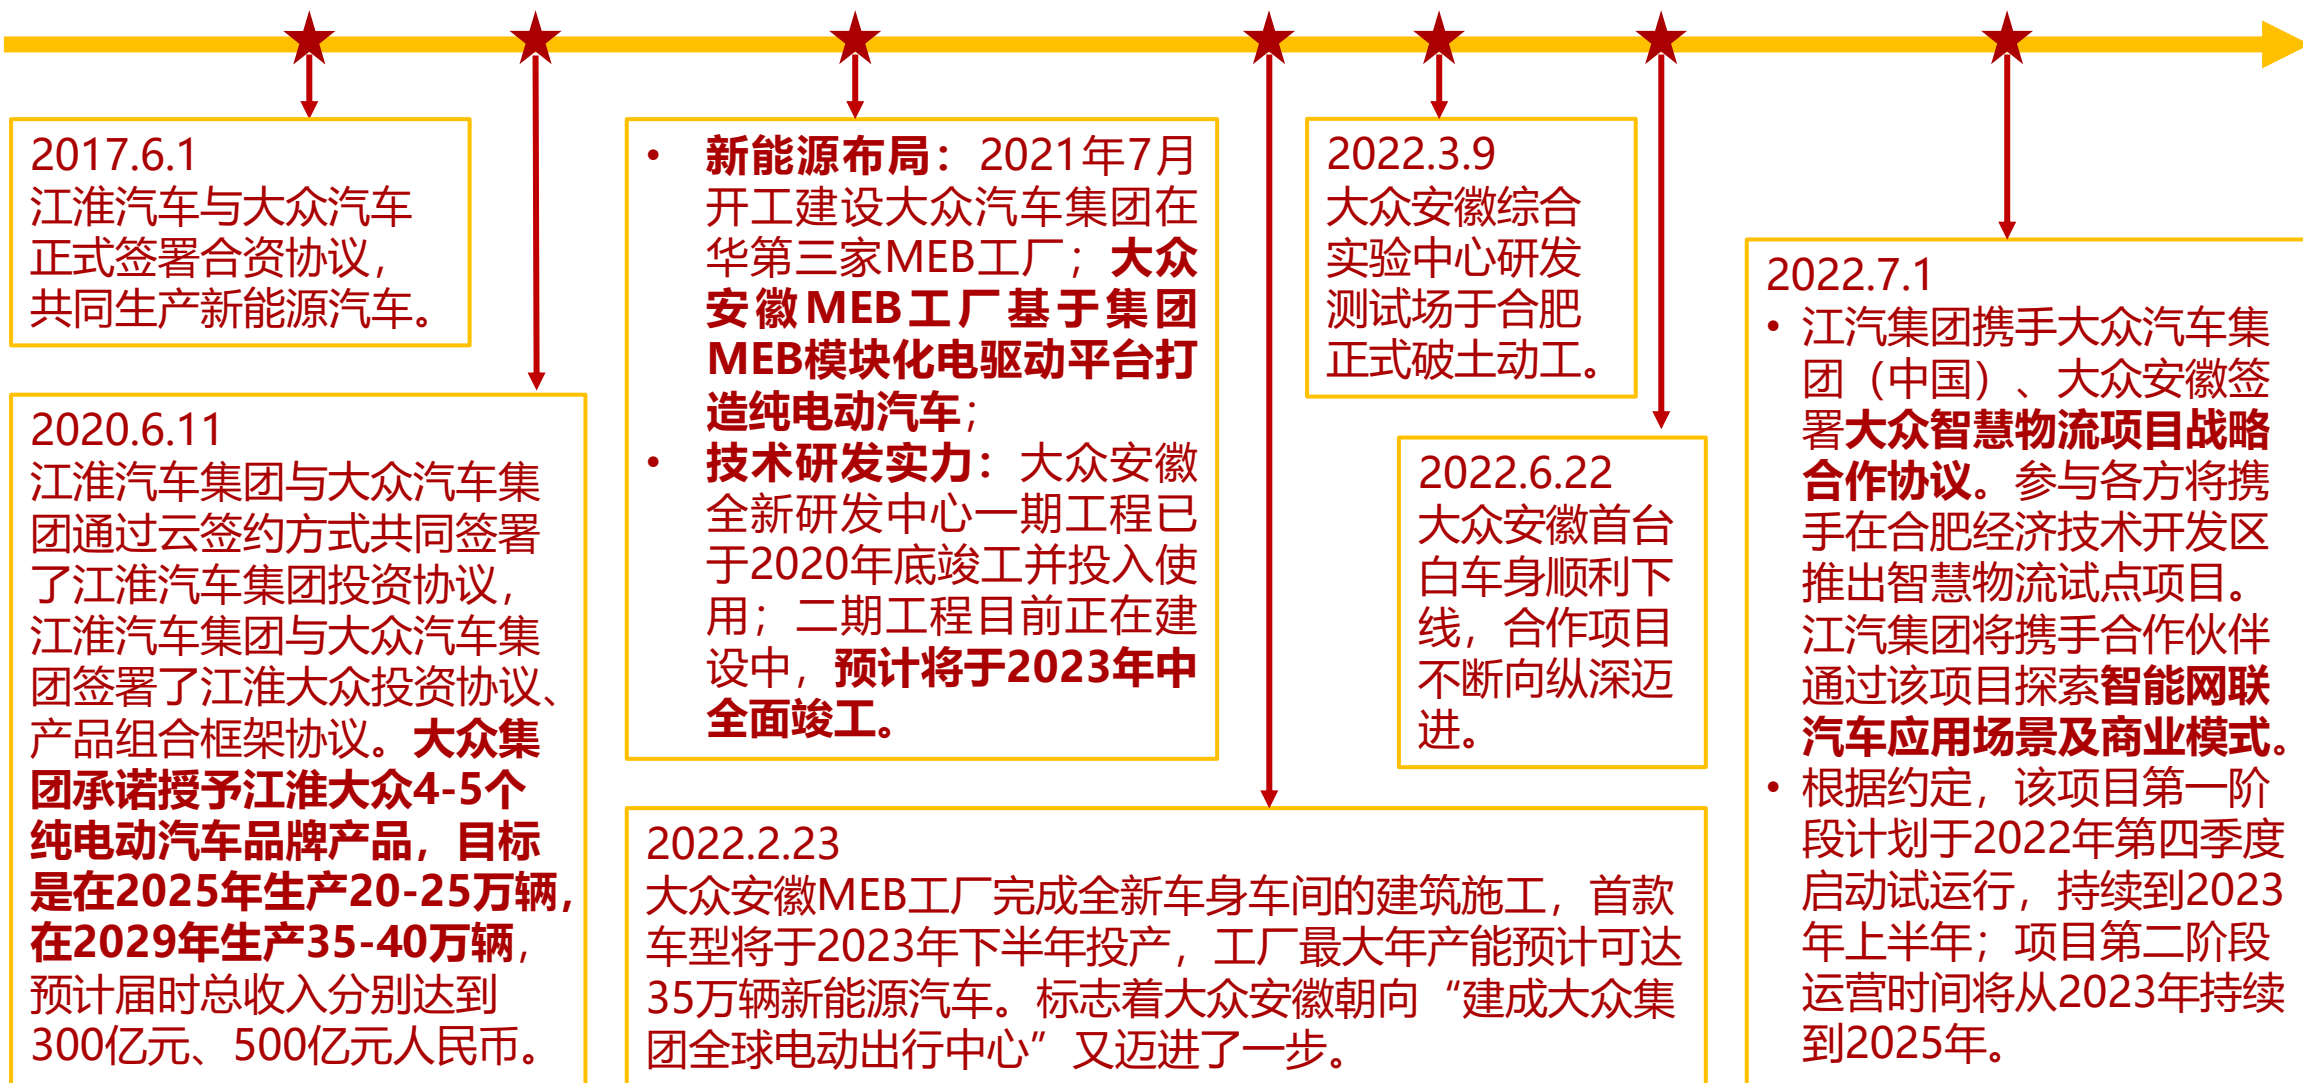 2017.6.1
江淮汽车与大众汽车
正式签署合资协议，
共同生产新能源汽车。
2020.6.11
江淮汽车集团与大众汽车集
团通过云签约方式共同签署
了江淮汽车集团投资协议，
江淮汽车集团与大众汽车集
团签署了江淮大众投资协议、
产品组合框架协议。大众集
团承诺授予江淮大众4-5个
纯电动汽车品牌产品，目标
是在2025年生产20-25万辆，
在2029年生产35-40万辆，
预计届时总收入分别达到
300亿元、500亿元人民币。
• 新能源布局：2021年7月
开工建设大众汽车集团在
华第三家MEB工厂；大众
安徽MEB工厂基于集团
MEB模块化电驱动平台打
造纯电动汽车；
• 技术研发实力：大众安徽
全新研发中心一期工程已
于2020年底竣工并投入使
用；二期工程目前正在建
设中，预计将于2023年中
全面竣工。
2022.2.23
大众安徽MEB工厂完成全新车身车间的建筑施工，首款
车型将于2023年下半年投产，工厂最大年产能预计可达
35万辆新能源汽车。标志着大众安徽朝向“建成大众集
团全球电动出行中心”又迈进了一步。
2022.3.9
大众安徽综合
实验中心研发
测试场于合肥
正式破土动工。
2022.6.22
大众安徽首台
白车身顺利下
线，合作项目
不断向纵深迈
进。
2022.7.1
• 江汽集团携手大众汽车集
团（中国）、大众安徽签
署大众智慧物流项目战略
合作协议。参与各方将携
手在合肥经济技术开发区
推出智慧物流试点项目。
江汽集团将携手合作伙伴
通过该项目探索智能网联
汽车应用场景及商业模式。
• 根据约定，该项目第一阶
段计划于2022年第四季度
启动试运行，持续到2023
年上半年；项目第二阶段
运营时间将从2023年持续
到2025年。